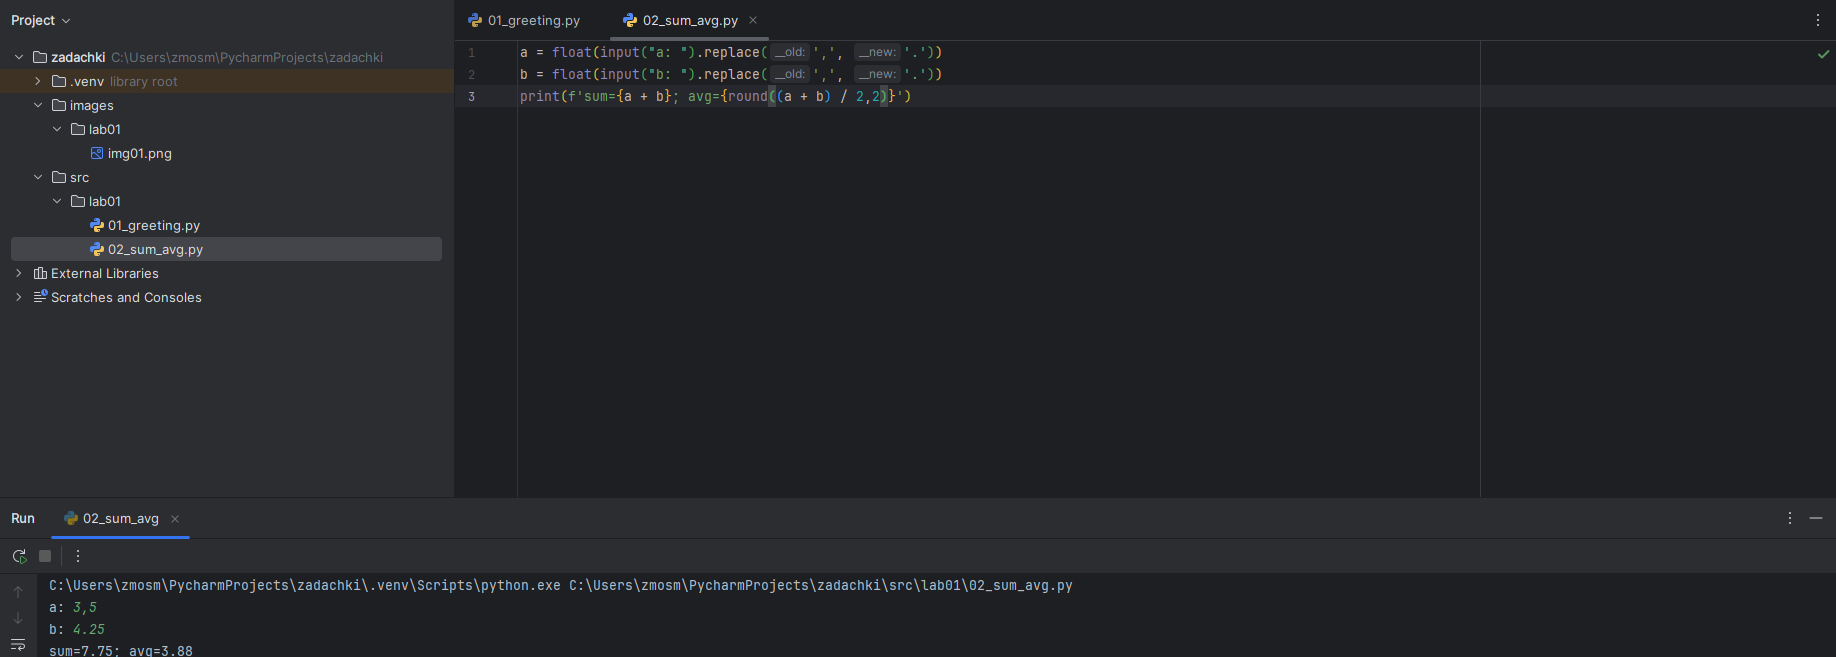 Project
zadachki C:\Users\zmosm\PycharmProjects\zadachki
.venv library root
images
lab01
img01.png
src
lab01
01_greeting.py
02_sum_avg.py
External Libraries
Scratches and Consoles
01_greeting.py 02_sum_avg.py
1 a = float(input("a: ").replace( __old: ',', __new: '.'))
2 b = float(input("b: ").replace( __old: ',', __new: '.'))
3 print(f'sum={a + b}; avg={round((a + b) / 2,2)}')
Run 02_sum_avg
C:\Users\zmosm\PycharmProjects\zadachki\.venv\Scripts\python.exe C:\Users\zmosm\PycharmProjects\zadachki\src\lab01\02_sum_avg.py
a: 3,5
b: 4.25
sum=7.75; avg=3.88